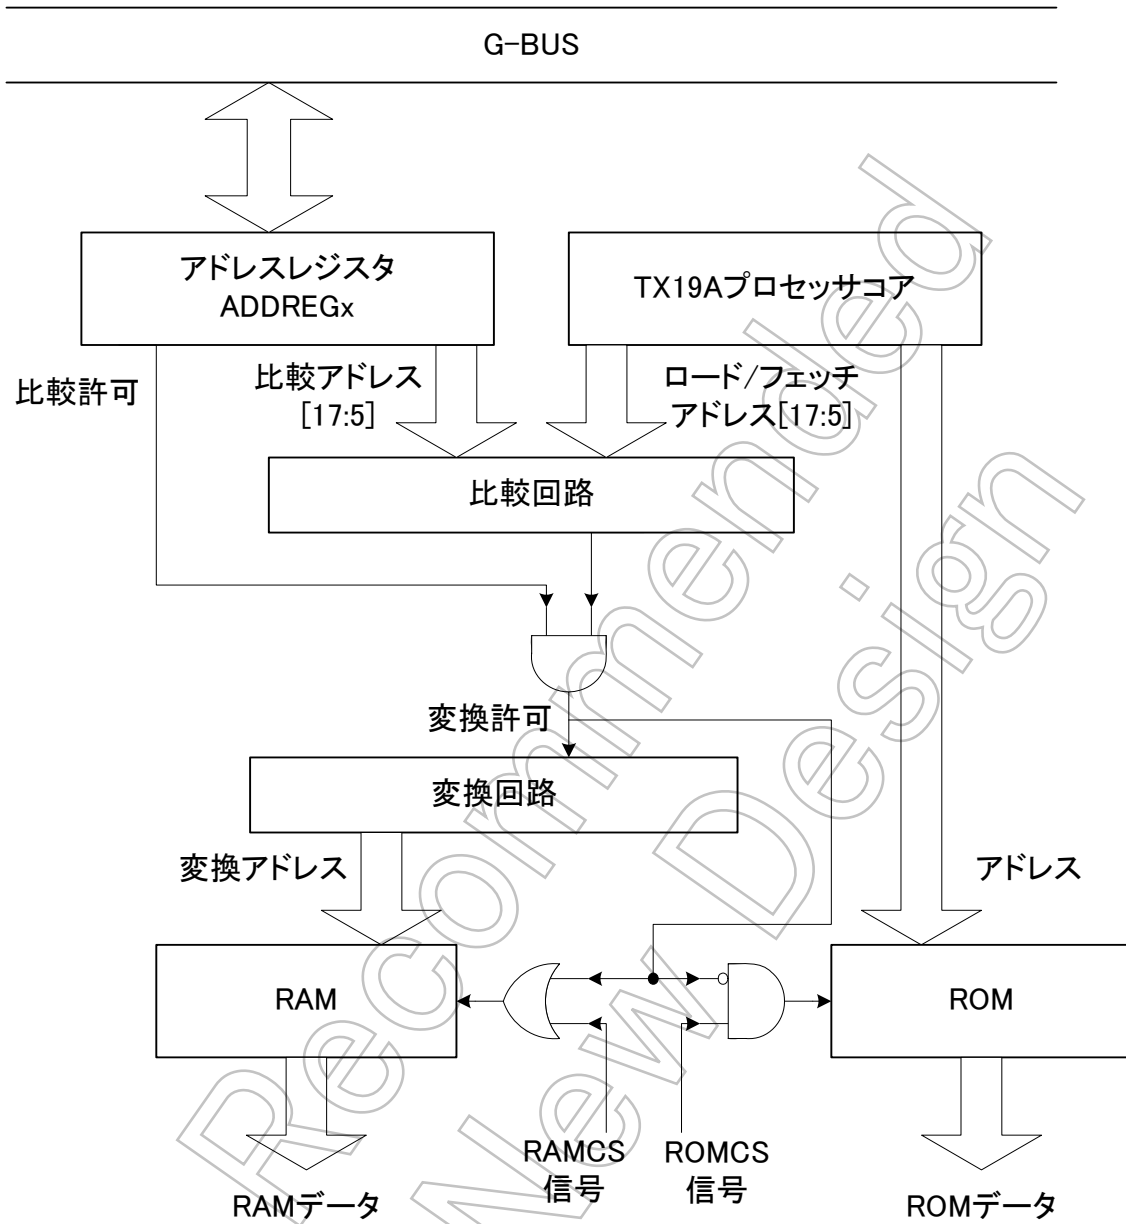 G-BUS
アドレスレジスタ
ADDREGx
TX19Aプロセッサコア
比較許可
比較アドレス
[17:5]
ロード/フェッチ
アドレス[17:5]
比較回路
変換許可
変換回路
変換アドレス
アドレス
RAM
ROM
RAMCS
信号
ROMCS
信号
RAMデータ
ROMデータ
Recommended
New Design